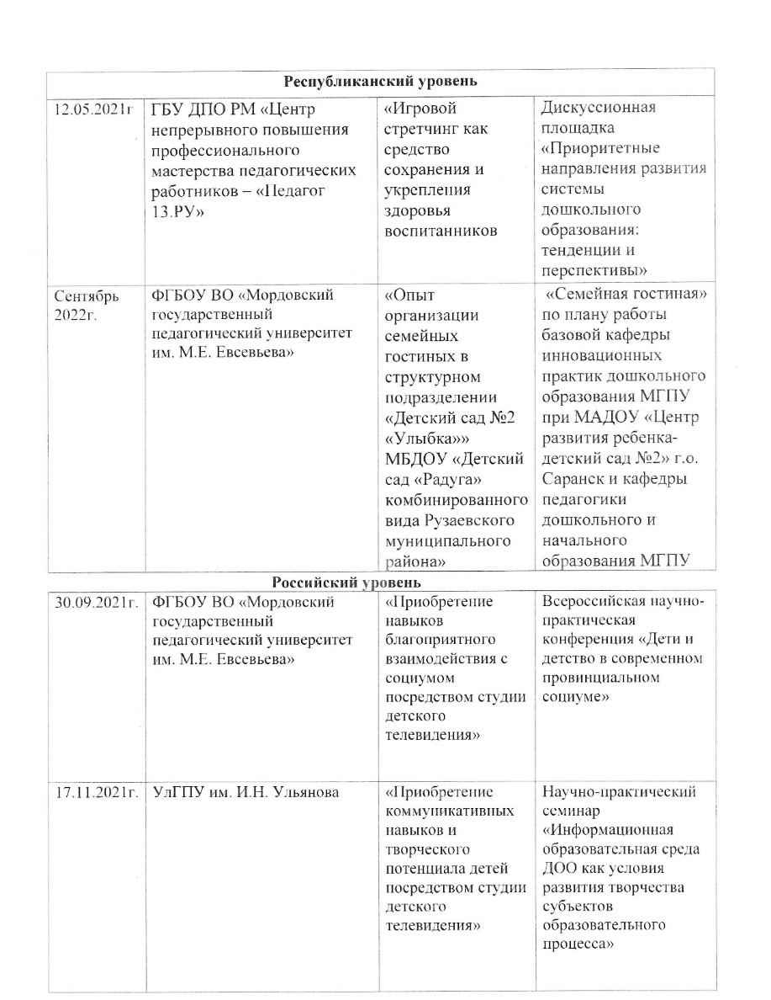 Республиканский уровень
12.05.2021г
ГБУ ДПО РМ «Центр
непрерывного повышения
профессионального
мастерства педагогических
работников – «Педагог
13.РУ»
«Игровой
стретчинг как
средство
сохранения и
укрепления
здоровья
воспитанников
Дискуссионная
площадка
«Приоритетные
направления развития
системы
дошкольного
образования:
тенденции и
перспективы»
Сентябрь
2022г.
ФГБОУ ВО «Мордовский
государственный
педагогический университет
им. М.Е. Евсевьева»
«Опыт
организации
семейных
гостиных в
структурном
подразделении
«Детский сад №2
«Улыбка»»
МБДОУ «Детский
сад «Радуга»
комбинированного
вида Рузаевского
муниципального
района»
«Семейная гостиная»
по плану работы
базовой кафедры
инновационных
практик дошкольного
образования МГПУ
при МАДОУ «Центр
развития ребенка-
детский сад №2» г.о.
Саранск и кафедры
педагогики
дошкольного и
начального
образования МГПУ
Российский уровень
30.09.2021г.
ФГБОУ ВО «Мордовский
государственный
педагогический университет
им. М.Е. Евсевьева»
«Приобретение
навыков
благоприятного
взаимодействия с
социумом
посредством студии
детского
телевидения»
Всероссийская научно-
практическая
конференция «Дети и
детство в современном
провинциальном
социуме»
17.11.2021г.
УлГПУ им. И.Н. Ульянова
«Приобретение
коммуникативных
навыков и
творческого
потенциала детей
посредством студии
детского
телевидения»
Научно-практический
семинар
«Информационная
образовательная среда
ДОО как условия
развития творчества
субъектов
образовательного
процесса»